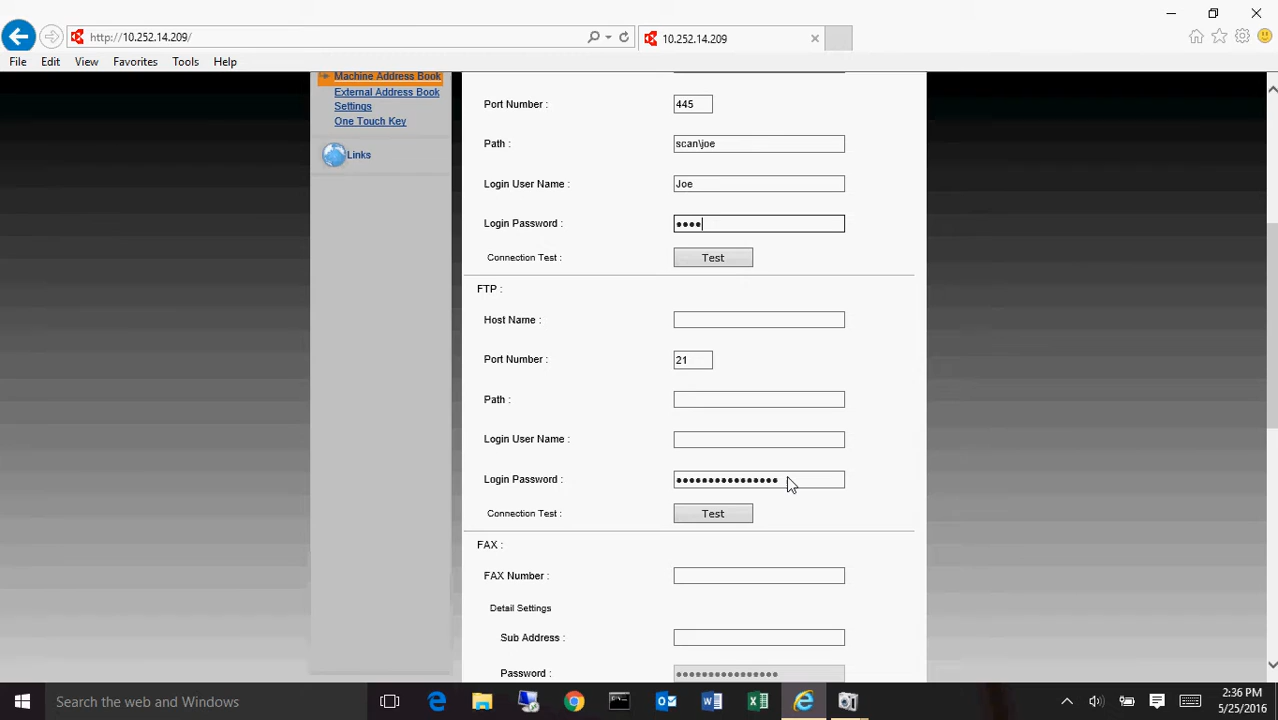 http://10.252.14.209/
10.252.14.209
File Edit View Favorites Tools Help
Machine Address Book
External Address Book
Settings
One Touch Key
Links
Port Number : 445
Path : scan\joe
Login User Name : Joe
Login Password : ●●●●
Connection Test : Test
FTP :
Host Name :
Port Number : 21
Path :
Login User Name :
Login Password : ●●●●●●●●●●●●●●●●
Connection Test : Test
FAX :
FAX Number :
Detail Settings
Sub Address :
Password : ●●●●●●●●●●●●●●●●
Search the web and Windows
2:36 PM
5/25/2016